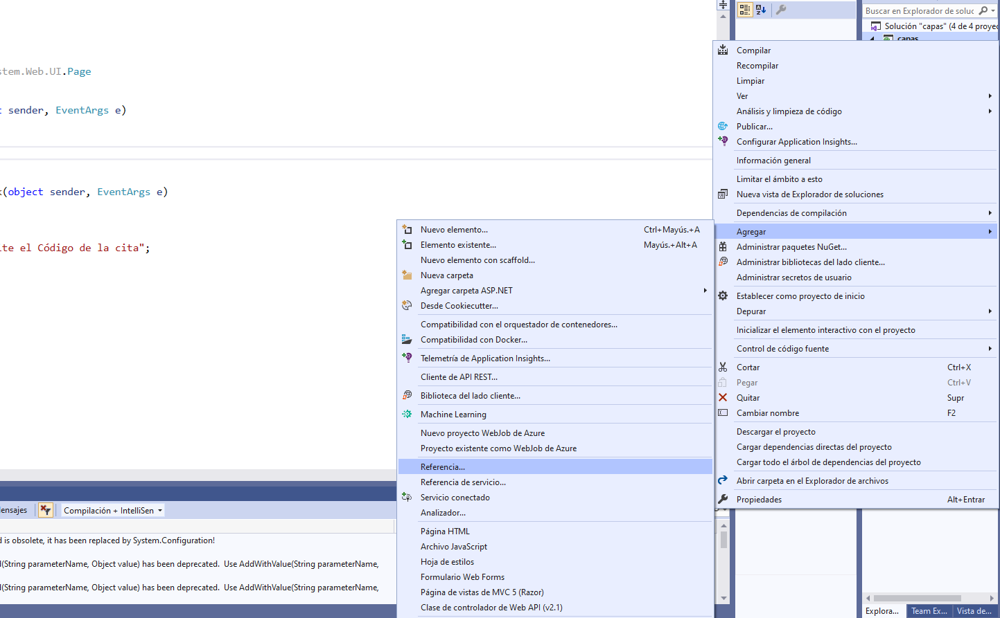 Buscar en Explorador de soluc
Solución "capas" (4 de 4 proyec
capas
stem.Web.UI.Page
t sender, EventArgs e)
k(object sender, EventArgs e)
ite el Código de la cita";
Compilar
Recompilar
Limpiar
Ver
Análisis y limpieza de código
Publicar...
Configurar Application Insights...
Información general
Limitar el ámbito a esto
Nueva vista de Explorador de soluciones
Dependencias de compilación
Agregar
Administrar paquetes NuGet...
Administrar bibliotecas del lado cliente...
Administrar secretos de usuario
Establecer como proyecto de inicio
Depurar
Inicializar el elemento interactivo con el proyecto
Control de código fuente
Cortar Ctrl+X
Pegar Ctrl+V
Quitar Supr
Cambiar nombre F2
Descargar el proyecto
Cargar dependencias directas del proyecto
Cargar todo el árbol de dependencias del proyecto
Abrir carpeta en el Explorador de archivos
Propiedades Alt+Entrar
Nuevo elemento... Ctrl+Mayús.+A
Elemento existente... Mayús.+Alt+A
Nuevo elemento con scaffold...
Nueva carpeta
Agregar carpeta ASP.NET
Desde Cookiecutter...
Compatibilidad con el orquestador de contenedores...
Compatibilidad con Docker...
Telemetría de Application Insights...
Cliente de API REST...
Biblioteca del lado cliente...
Machine Learning
Nuevo proyecto WebJob de Azure
Proyecto existente como WebJob de Azure
Referencia...
Referencia de servicio...
Servicio conectado
Analizador...
Página HTML
Archivo JavaScript
Hoja de estilos
Formulario Web Forms
Página de vistas de MVC 5 (Razor)
Clase de controlador de Web API (v2.1)
ensajes
Compilación + IntelliSen
d is obsolete, it has been replaced by System.Configuration!
l(String parameterName, Object value) has been deprecated. Use AddWithValue(String parameterName,
l(String parameterName, Object value) has been deprecated. Use AddWithValue(String parameterName,
Explora...
Team Ex...
Vista de...